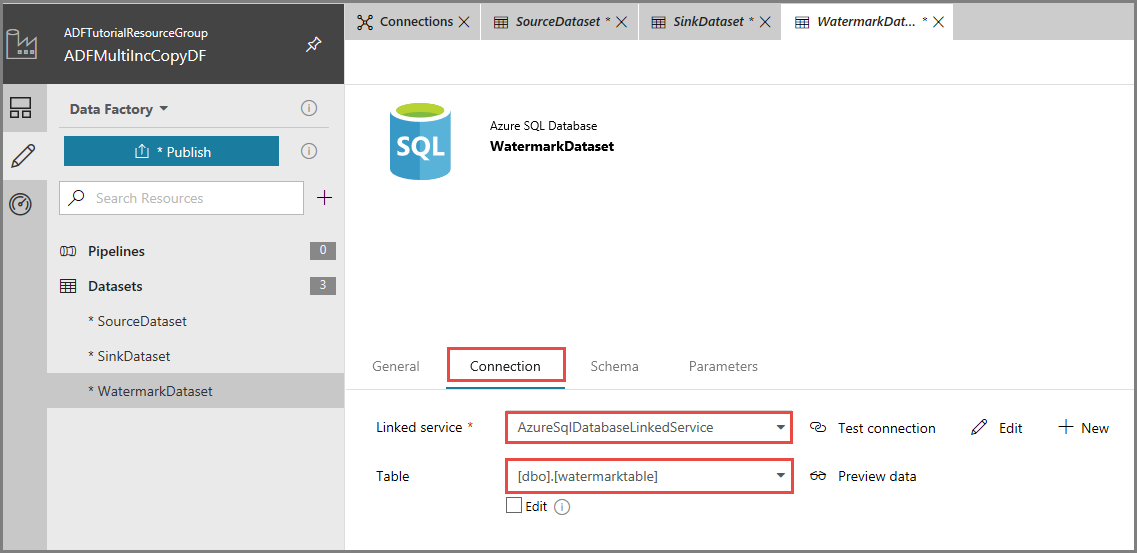 ADFTutorialResourceGroup
ADFMultiIncCopyDF
Connections
SourceDataset *
SinkDataset *
WatermarkDat... *
Data Factory
* Publish
Search Resources
Pipelines 0
Datasets 3
* SourceDataset
* SinkDataset
* WatermarkDataset
SQL
Azure SQL Database
WatermarkDataset
General Connection Schema Parameters
Linked service * AzureSqlDatabaseLinkedService Test connection Edit New
Table [dbo].[watermarktable] Preview data
Edit